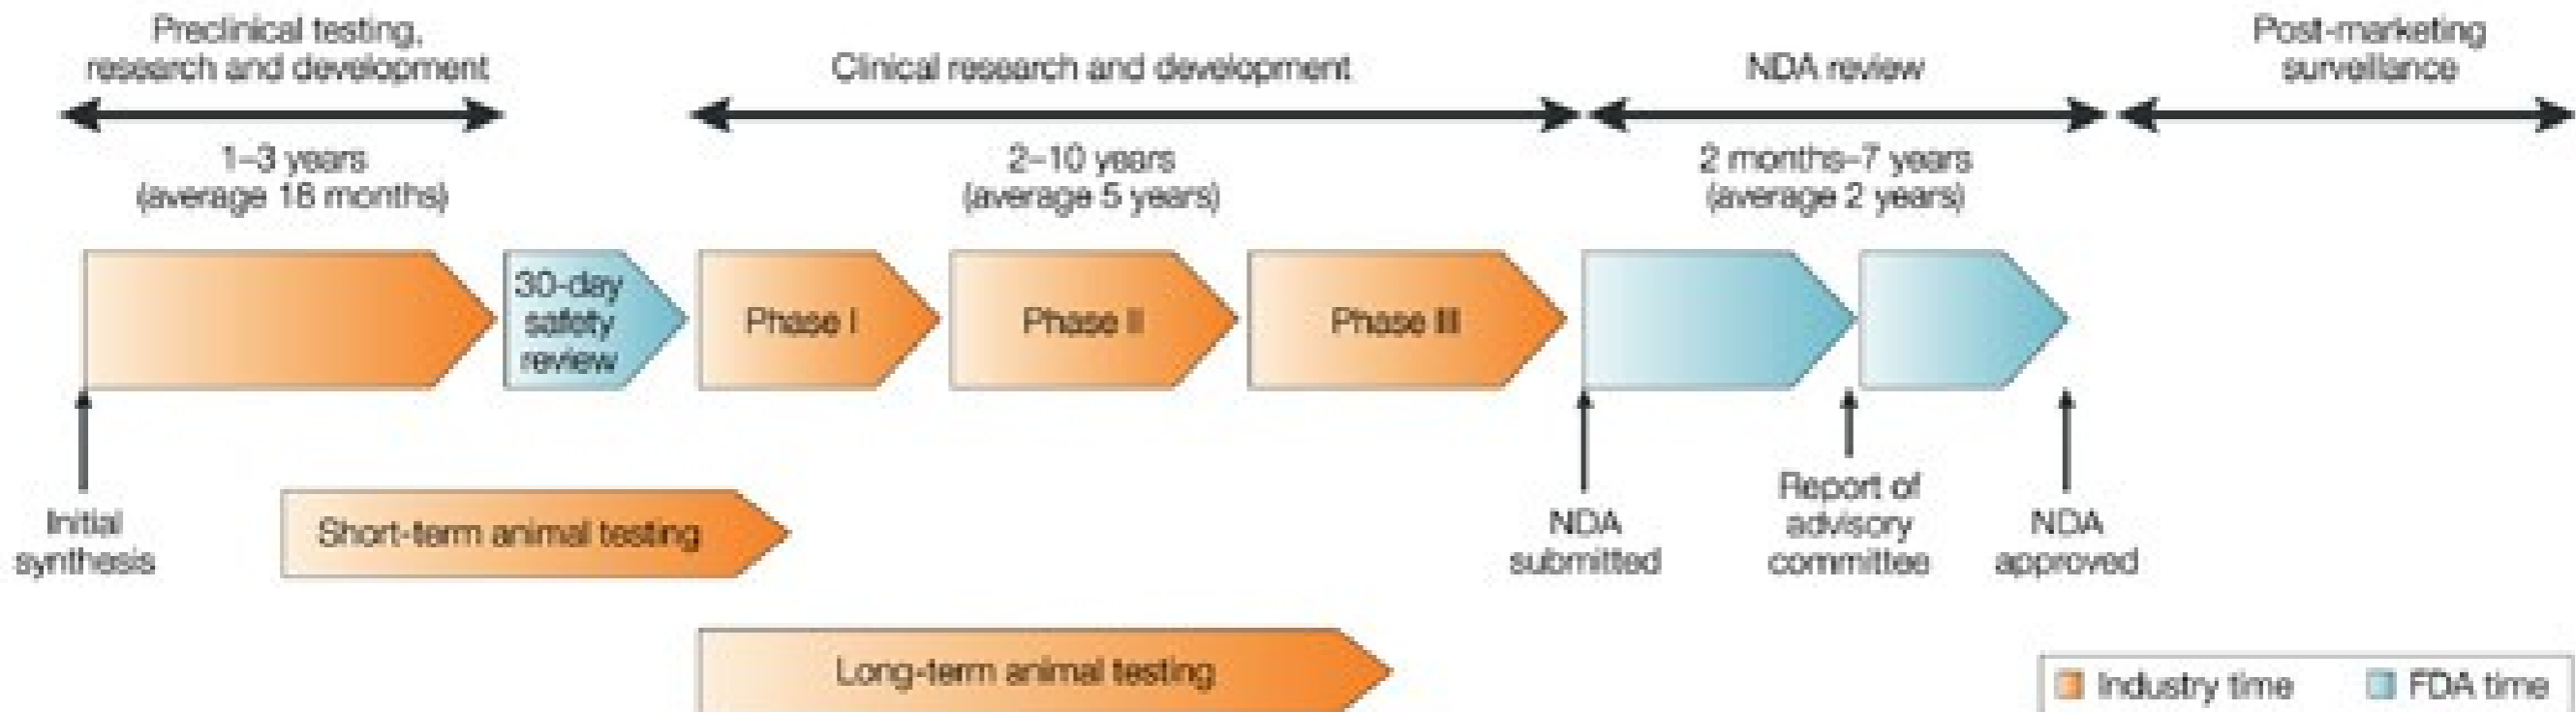 Preclinical testing,
research and development
Clinical research and development
NDA review
Post-marketing
surveillance
1–3 years
(average 18 months)
2–10 years
(average 5 years)
2 months–7 years
(average 2 years)
30-day
safety
review
Phase I
Phase II
Phase III
Initial
synthesis
Short-term animal testing
NDA
submitted
Report of
advisory
committee
NDA
approved
Long-term animal testing
Industry time
FDA time